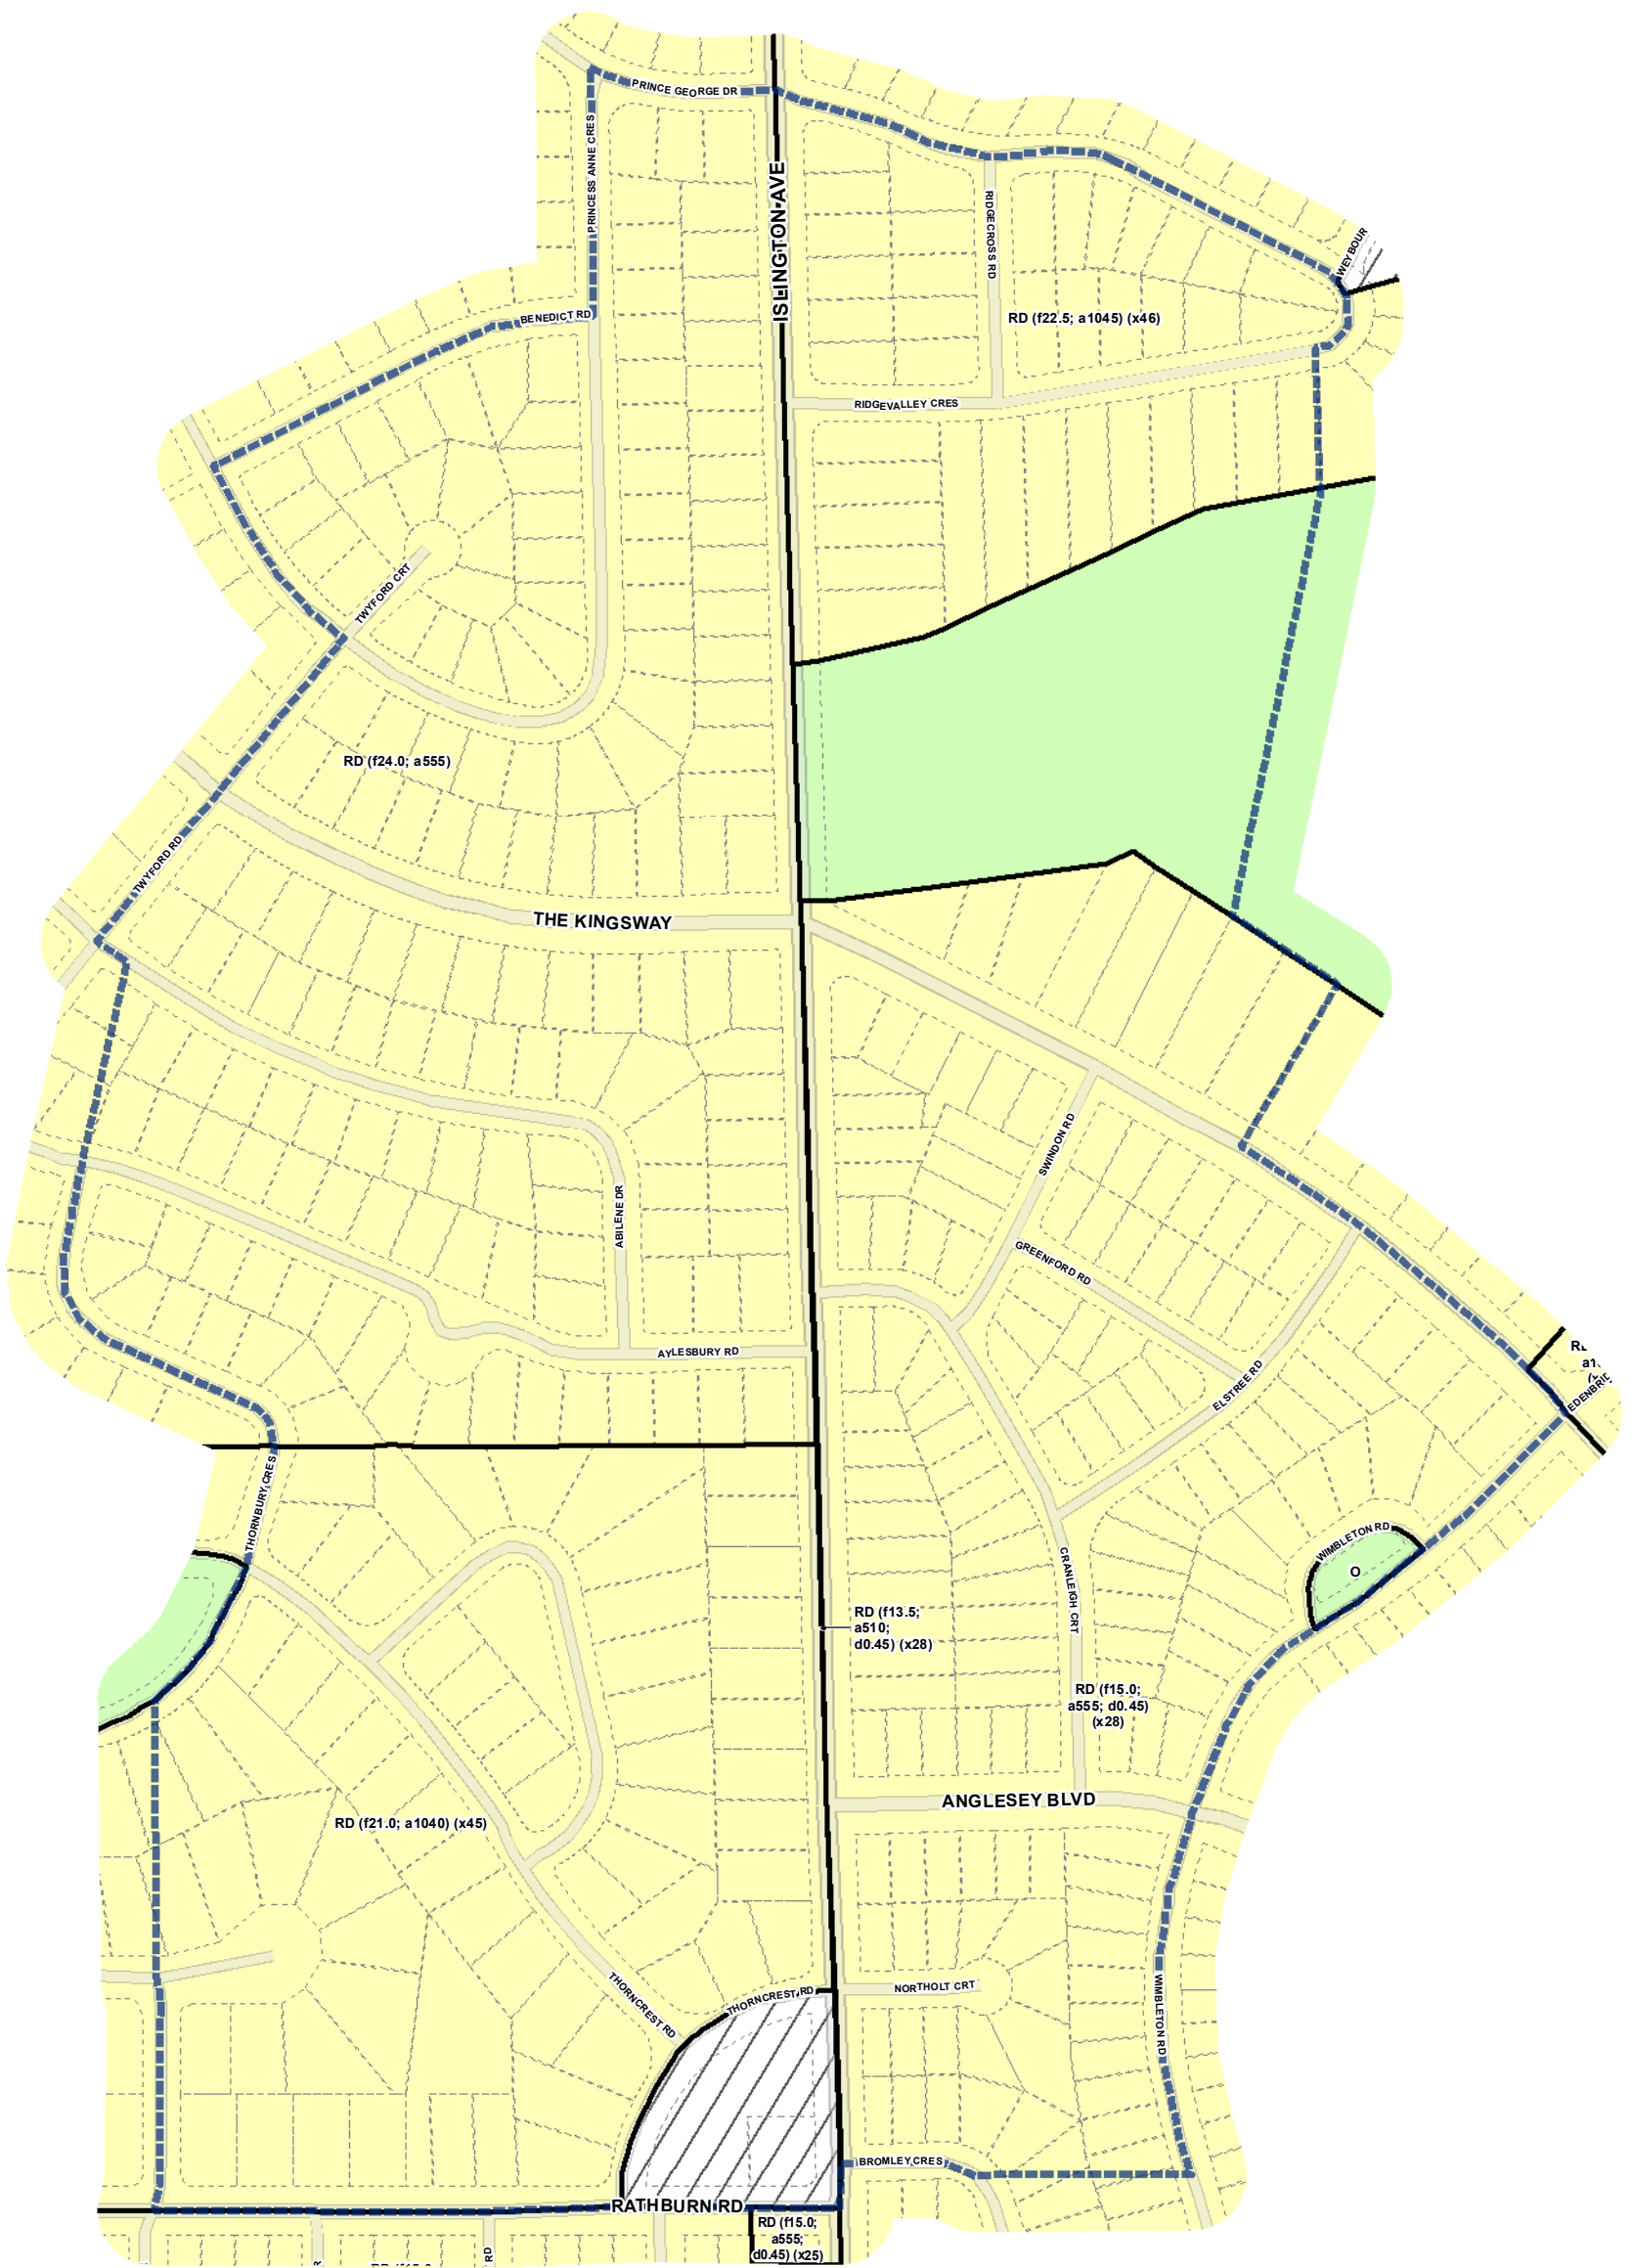 PRINCE GEORGE DR
PRINCESS ANNE CRES
ISLINGTON AVE
RIDGECROSS RD
WEYBOUR
BENEDICT RD
RD (f22.5; a1045) (x46)
RIDGEVALLEY CRES
TWYFORD CRT
RD (f24.0; a555)
TWYFORD RD
THE KINGSWAY
SWINDON RD
ABILENE DR
GREENFORD RD
AYLESBURY RD
ELSTREE RD
EDENBRID
THORNBURY CRES
WIMBLETON RD
O
CRANLEIGH CRT
RD (f13.5;
a510;
d0.45) (x28)
RD (f15.0;
a555; d0.45)
(x28)
ANGLESEY BLVD
RD (f21.0; a1040) (x45)
THORNCREST RD
THORNCREST RD
NORTHOLT CRT
WIMBLETON RD
BROMLEY CRES
RATHBURN RD
RD (f15.0;
a555;
d0.45) (x25)
RD